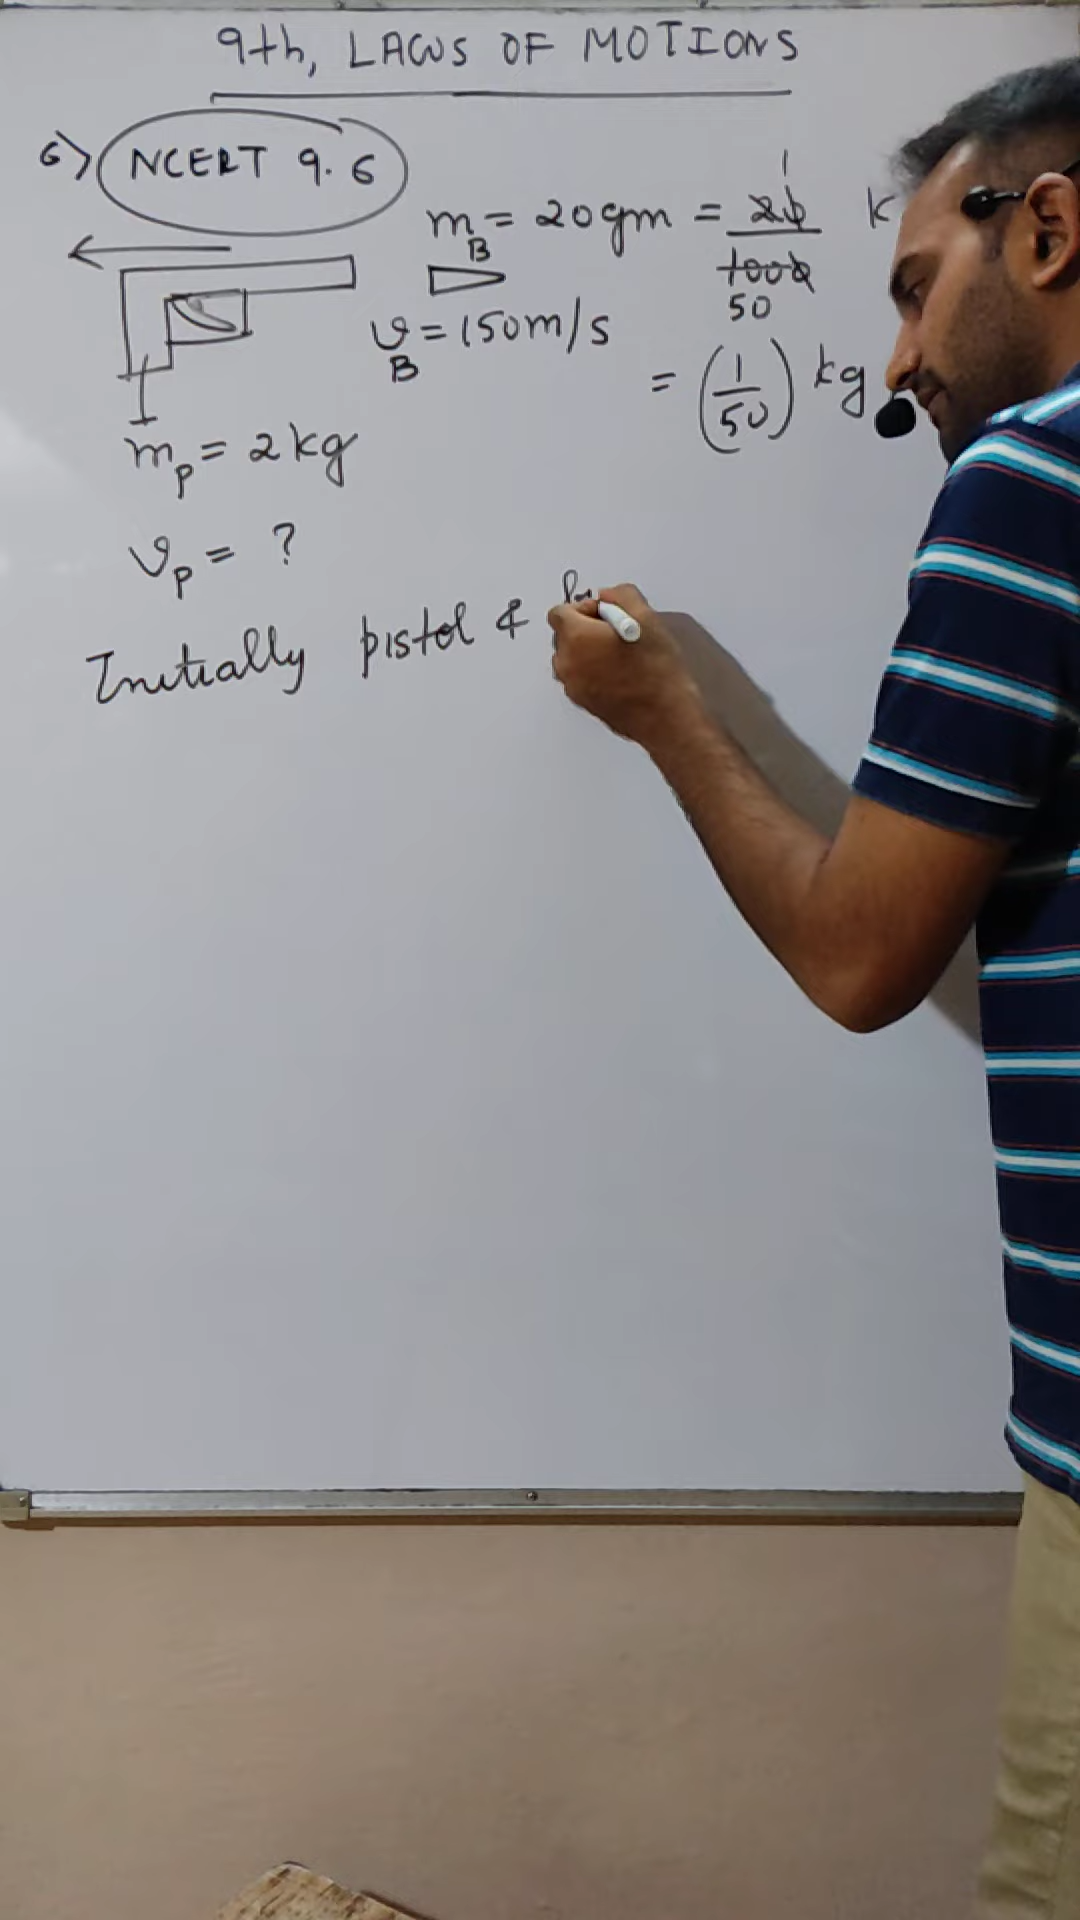 9th, LAWS OF MOTIONS
6) NCERT 9.6
m_B = 20gm = 20/1000 k
1
50
v_B = 150m/s
= (1/50) kg
m_p = 2kg
v_p = ?
Initially pistol &